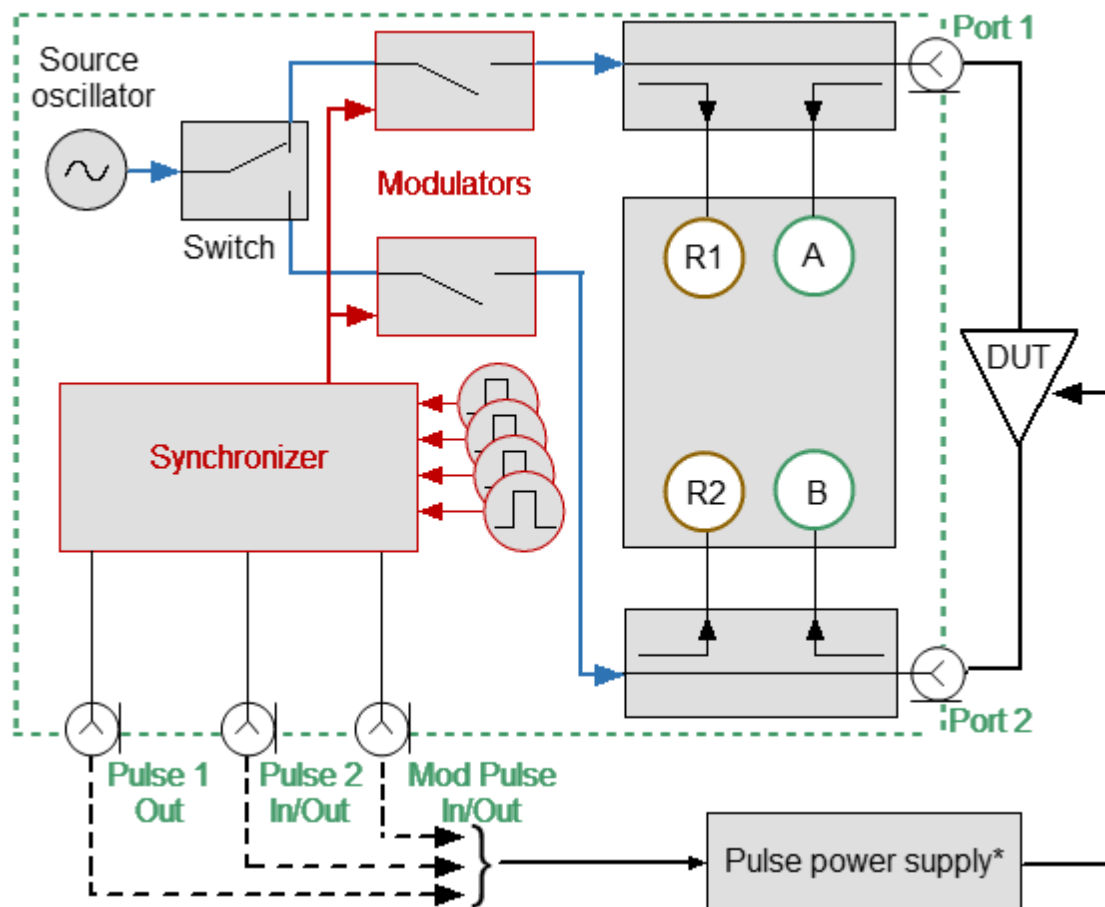 Port 1
Source
oscillator
Modulators
Switch
R1
A
DUT
Synchronizer
R2
B
Port 2
Pulse 1
Out
Pulse 2
In/Out
Mod Pulse
In/Out
Pulse power supply*